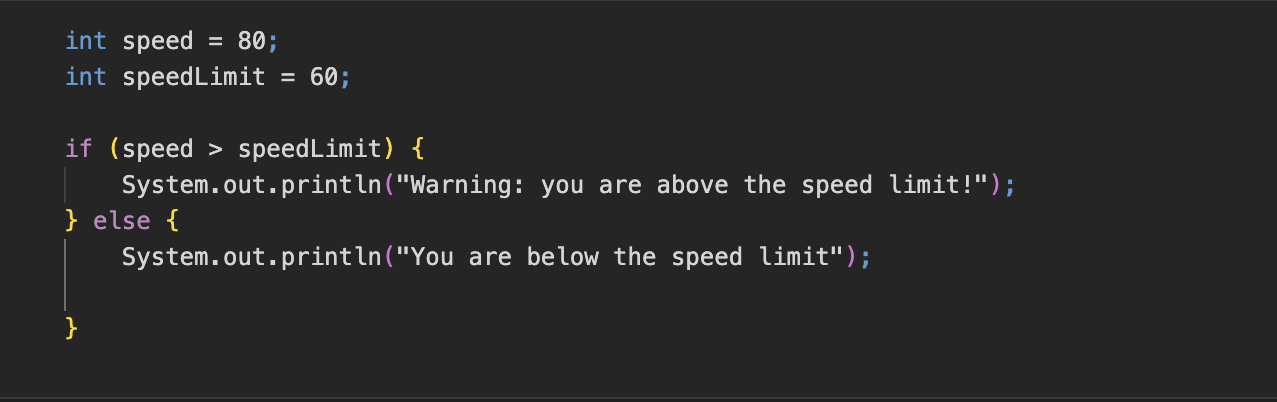 int speed = 80;
int speedLimit = 60;
if (speed > speedLimit) {
    System.out.println("Warning: you are above the speed limit!");
} else {
    System.out.println("You are below the speed limit");
}